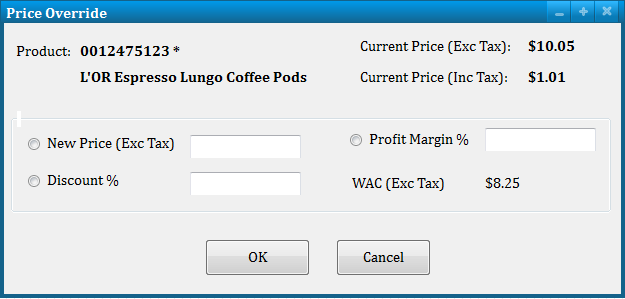 Price Override
Product: 0012475123 *
L'OR Espresso Lungo Coffee Pods
Current Price (Exc Tax): $10.05
Current Price (Inc Tax): $1.01
New Price (Exc Tax)
Profit Margin %
Discount %
WAC (Exc Tax) $8.25
OK
Cancel